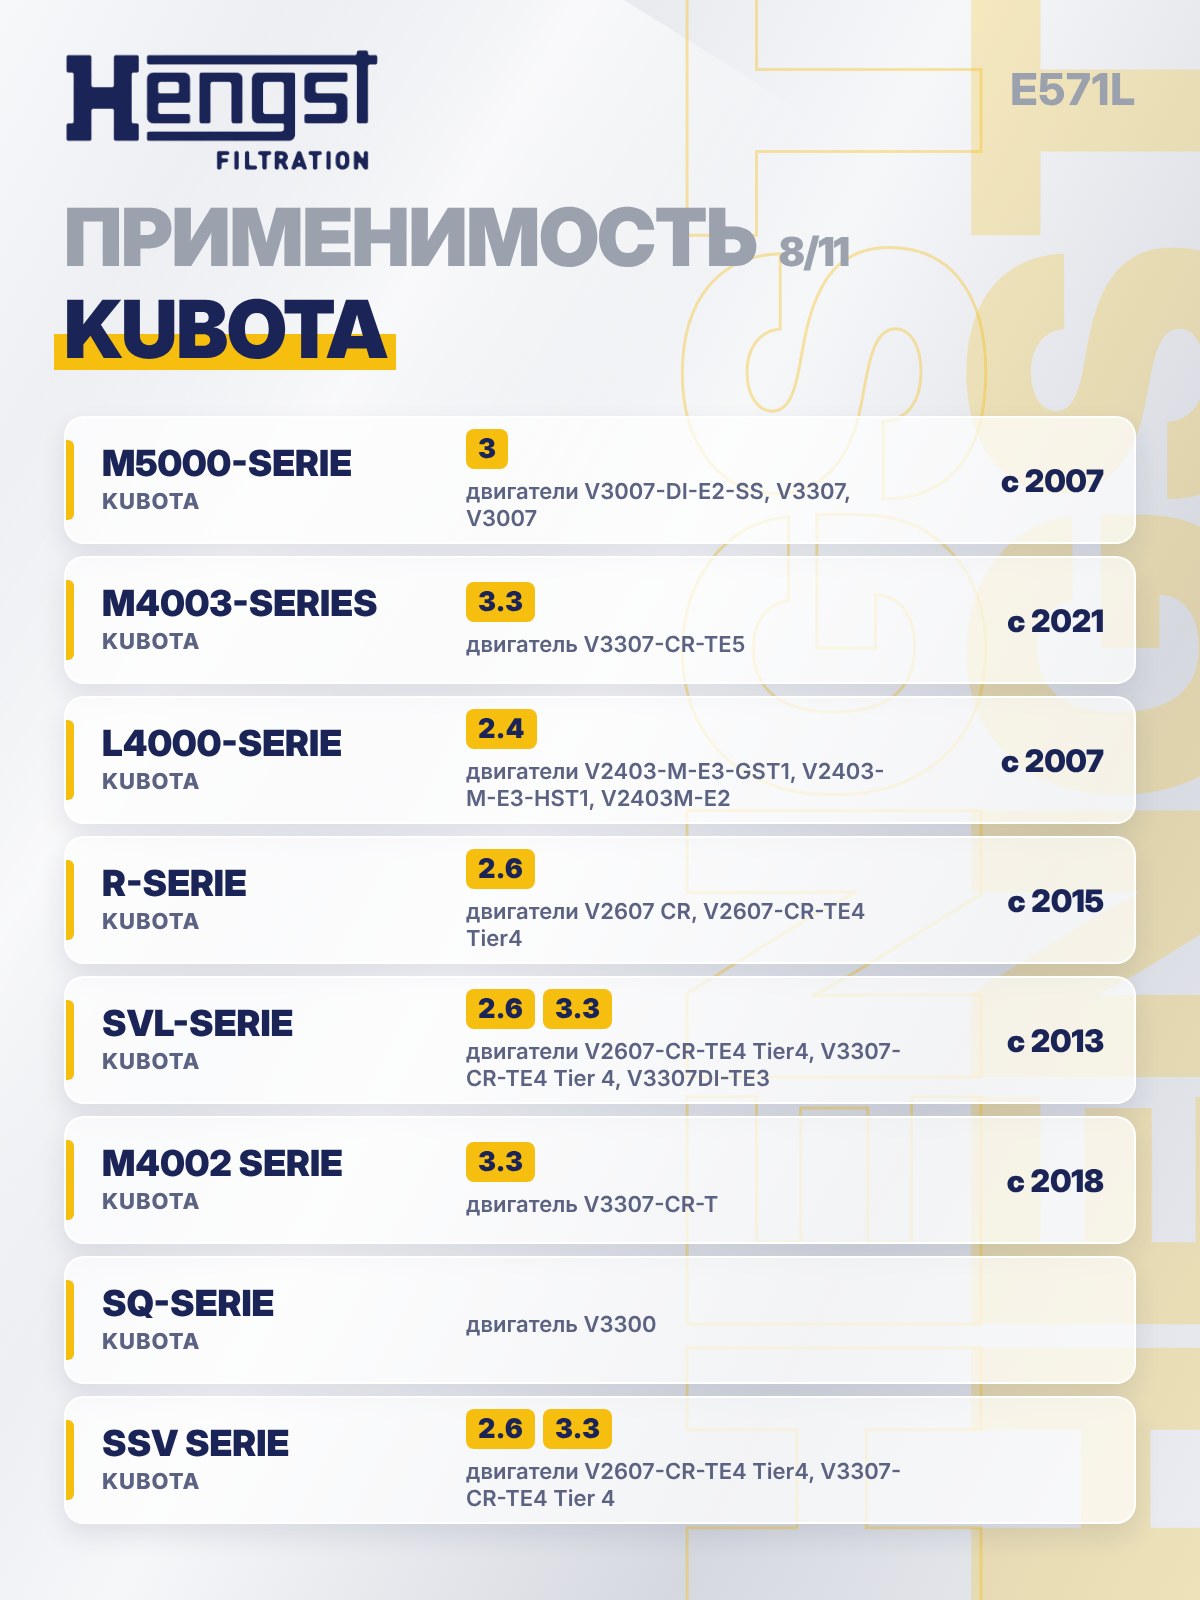 Hengst
FILTRATION
E571L
ПРИМЕНИМОСТЬ 8/11
KUBOTA
M5000-SERIE
KUBOTA
3
двигатели V3007-DI-E2-SS, V3307,
V3007
с 2007
M4003-SERIES
KUBOTA
3.3
двигатель V3307-CR-TE5
с 2021
L4000-SERIE
KUBOTA
2.4
двигатели V2403-M-E3-GST1, V2403-
M-E3-HST1, V2403M-E2
с 2007
R-SERIE
KUBOTA
2.6
двигатели V2607 CR, V2607-CR-TE4
Tier4
с 2015
SVL-SERIE
KUBOTA
2.6 3.3
двигатели V2607-CR-TE4 Tier4, V3307-
CR-TE4 Tier 4, V3307DI-TE3
с 2013
M4002 SERIE
KUBOTA
3.3
двигатель V3307-CR-T
с 2018
SQ-SERIE
KUBOTA
двигатель V3300
SSV SERIE
KUBOTA
2.6 3.3
двигатели V2607-CR-TE4 Tier4, V3307-
CR-TE4 Tier 4
HENGST
HENGST